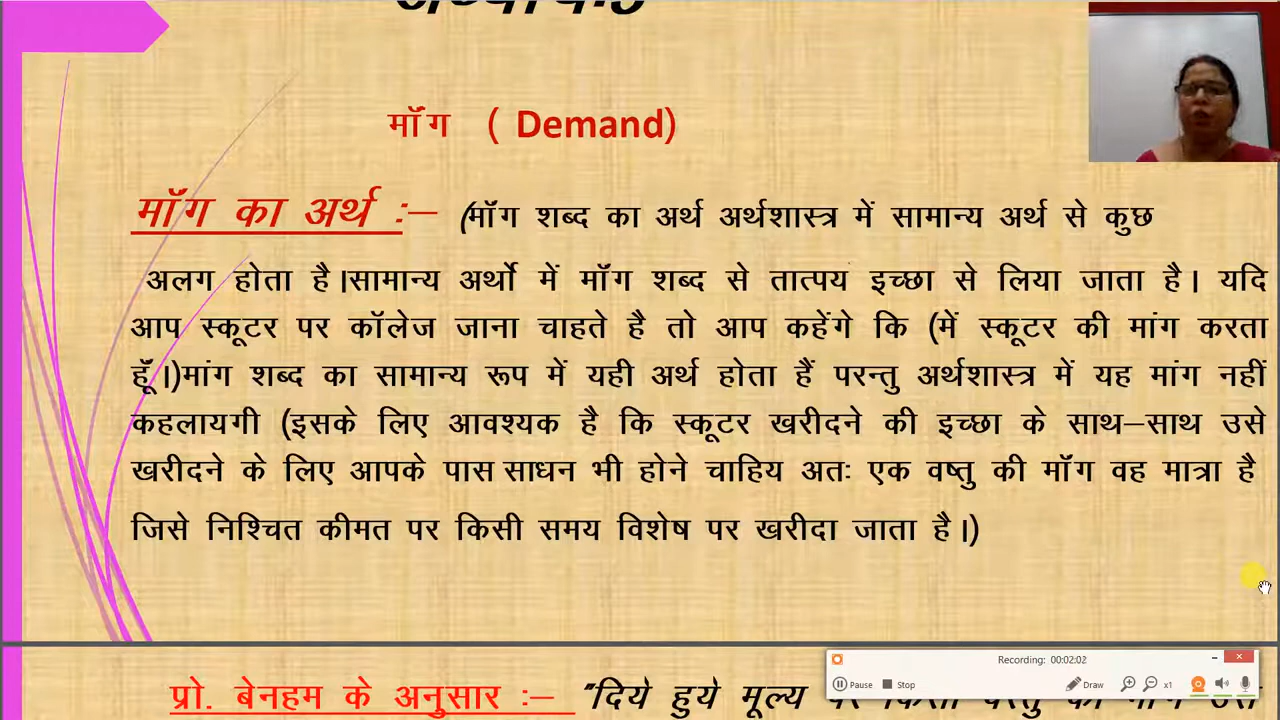 मॉंग ( Demand)
मॉंग का अर्थ :– (मॉंग शब्द का अर्थ अर्थशास्त्र में सामान्य अर्थ से कुछ
अलग होता है।सामान्य अर्थो में मॉंग शब्द से तात्पय इच्छा से लिया जाता है। यदि
आप स्कूटर पर कॉलेज जाना चाहते है तो आप कहेंगे कि (में स्कूटर की मांग करता
हूॅं।)मांग शब्द का सामान्य रूप में यही अर्थ होता हैं परन्तु अर्थशास्त्र में यह मांग नहीं
कहलायगी (इसके लिए आवश्यक है कि स्कूटर खरीदने की इच्छा के साथ–साथ उसे
खरीदने के लिए आपके पास साधन भी होने चाहिय अतः एक वष्तु की मॉंग वह मात्रा है
जिसे निश्चित कीमत पर किसी समय विशेष पर खरीदा जाता है।)
Recording: 00:02:02
Pause Stop Draw x1
प्रो. बेनहम के अनुसार :– "दिये हुये मूल्य